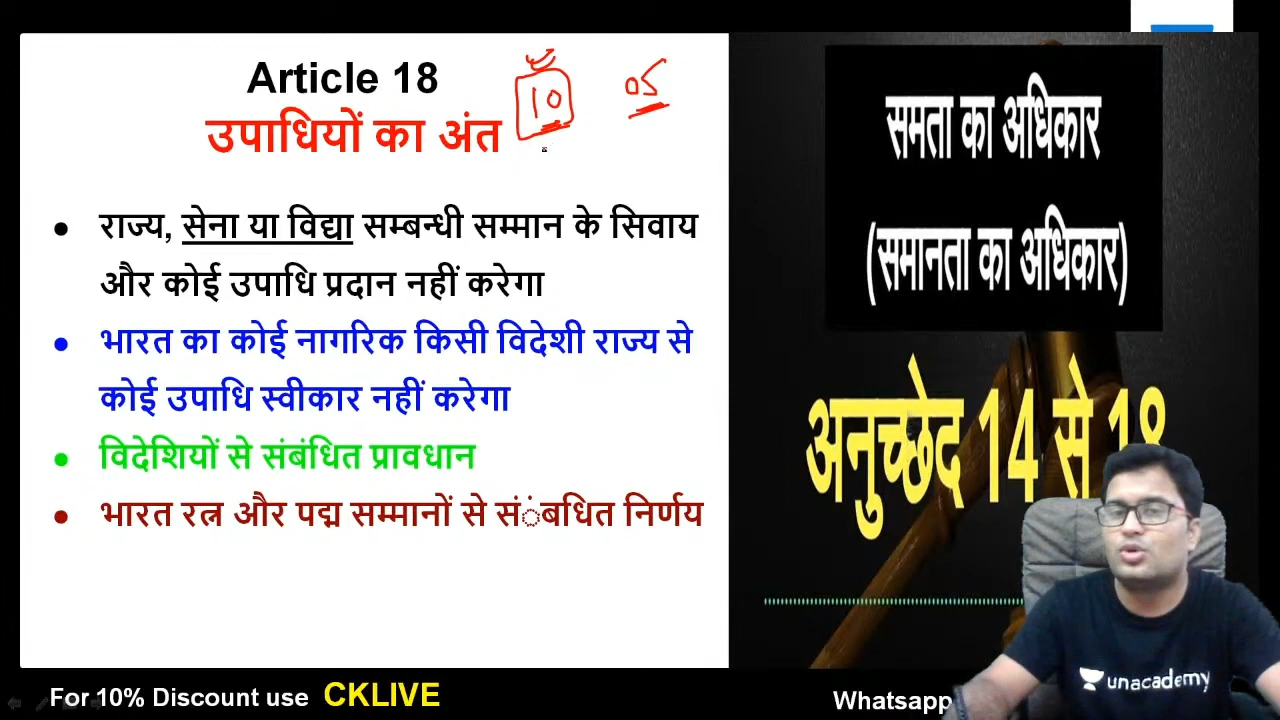 Article 18
उपाधियों का अंत
10
05
राज्य, सेना या विद्या सम्बन्धी सम्मान के सिवाय
और कोई उपाधि प्रदान नहीं करेगा
भारत का कोई नागरिक किसी विदेशी राज्य से
कोई उपाधि स्वीकार नहीं करेगा
विदेशियों से संबंधित प्रावधान
भारत रत्न और पद्म सम्मानों से संंबधित निर्णय
समता का अधिकार
(समानता का अधिकार)
अनुच्छेद 14 से 18
unacademy
For 10% Discount use CKLIVE
Whatsapp